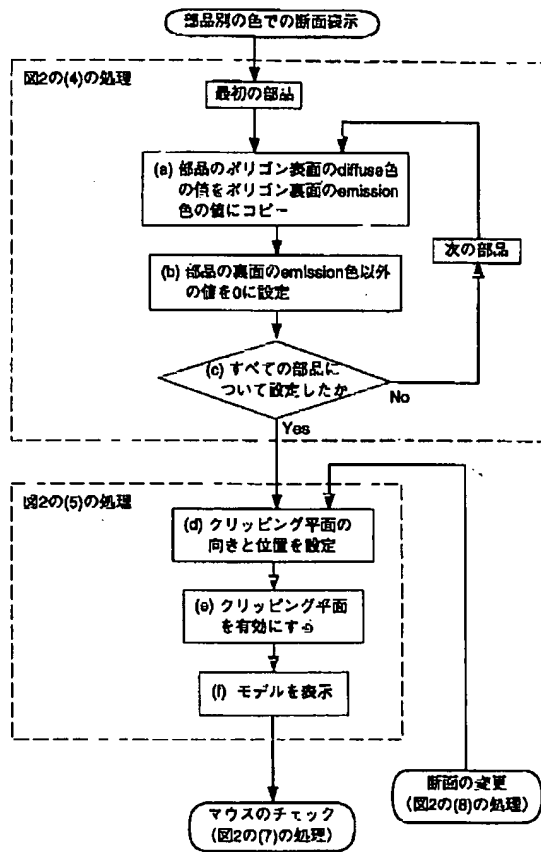 部品別の色での断面表示
図2の(4)の処理
最初の部品
(a) 部品のポリゴン表面のdiffuse色
の値をポリゴン裏面のemission
色の値にコピー
次の部品
(b) 部品の裏面のemission色以外
の値を0に設定
(c) すべての部品に
ついて設定したか
No
Yes
図2の(5)の処理
(d) クリッピング平面の
向きと位置を設定
(e) クリッピング平面
を有効にする
(f) モデルを表示
断面の変更
(図2の(8)の処理)
マウスのチェック
(図2の(7)の処理)